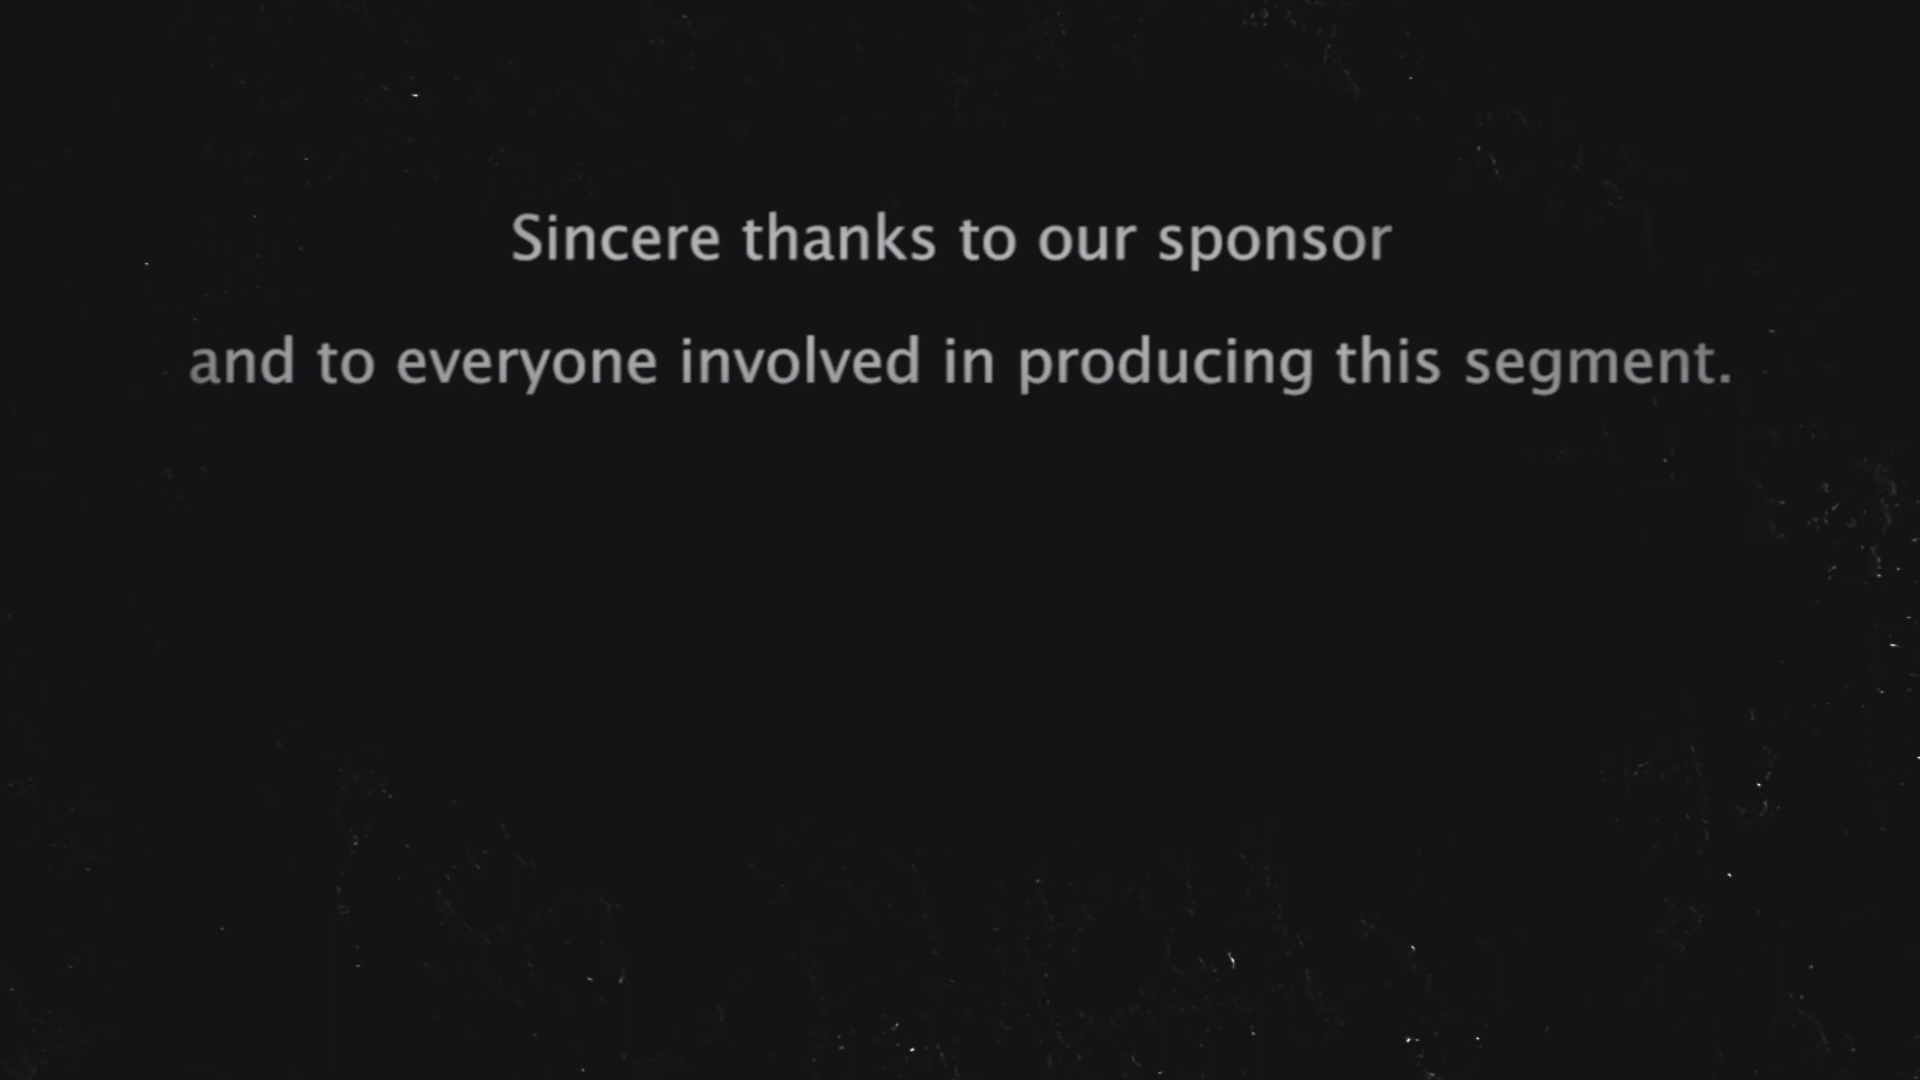 Sincere thanks to our sponsor
and to everyone involved in producing this segment.